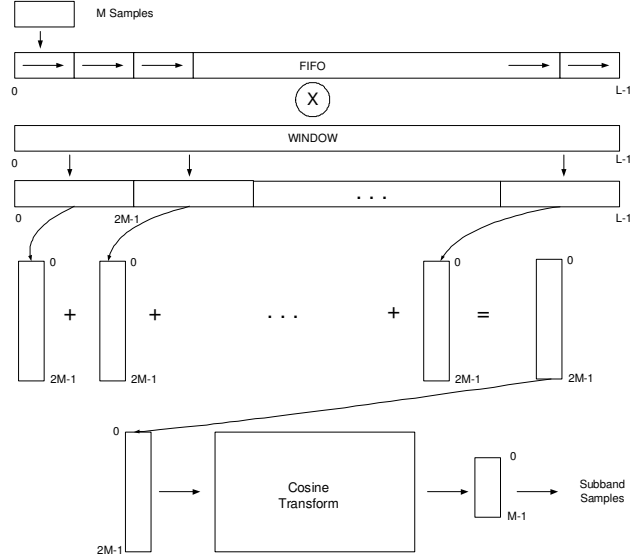 M Samples
FIFO
0
L-1
X
WINDOW
0
L-1
0
2M-1
. . .
L-1
0
0
0
0
+
+
. . .
+
=
2M-1
2M-1
2M-1
2M-1
0
Cosine
Transform
0
Subband
Samples
M-1
2M-1